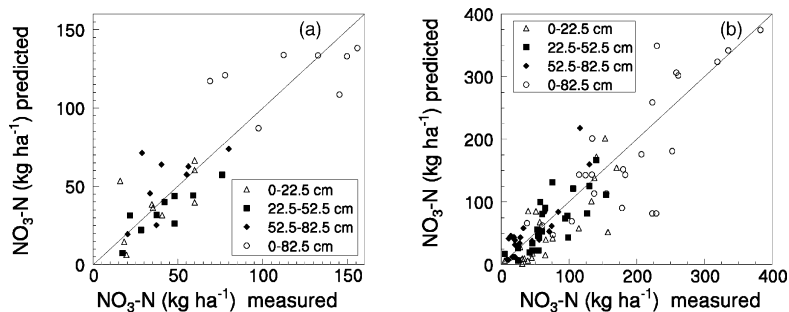 (a)
NO3-N (kg ha-1) predicted
150
100
50
0
0-22.5 cm
22.5-52.5 cm
52.5-82.5 cm
0-82.5 cm
0 50 100 150
NO3-N (kg ha-1) measured
(b)
NO3-N (kg ha-1) predicted
400
300
200
100
0
0-22.5 cm
22.5-52.5 cm
52.5-82.5 cm
0-82.5 cm
0 100 200 300 400
NO3-N (kg ha-1) measured